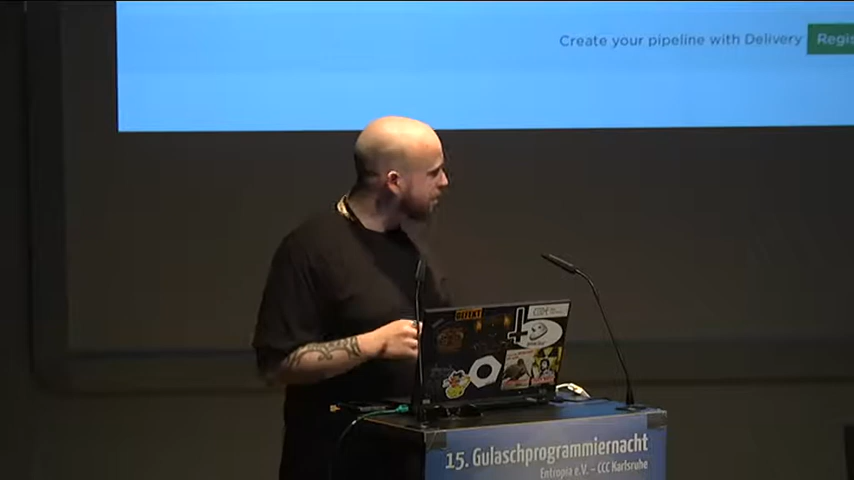 Create your pipeline with Delivery
DEFEKT
15. Gulaschprogrammiernacht
Entropia e.V. – CCC Karlsruhe